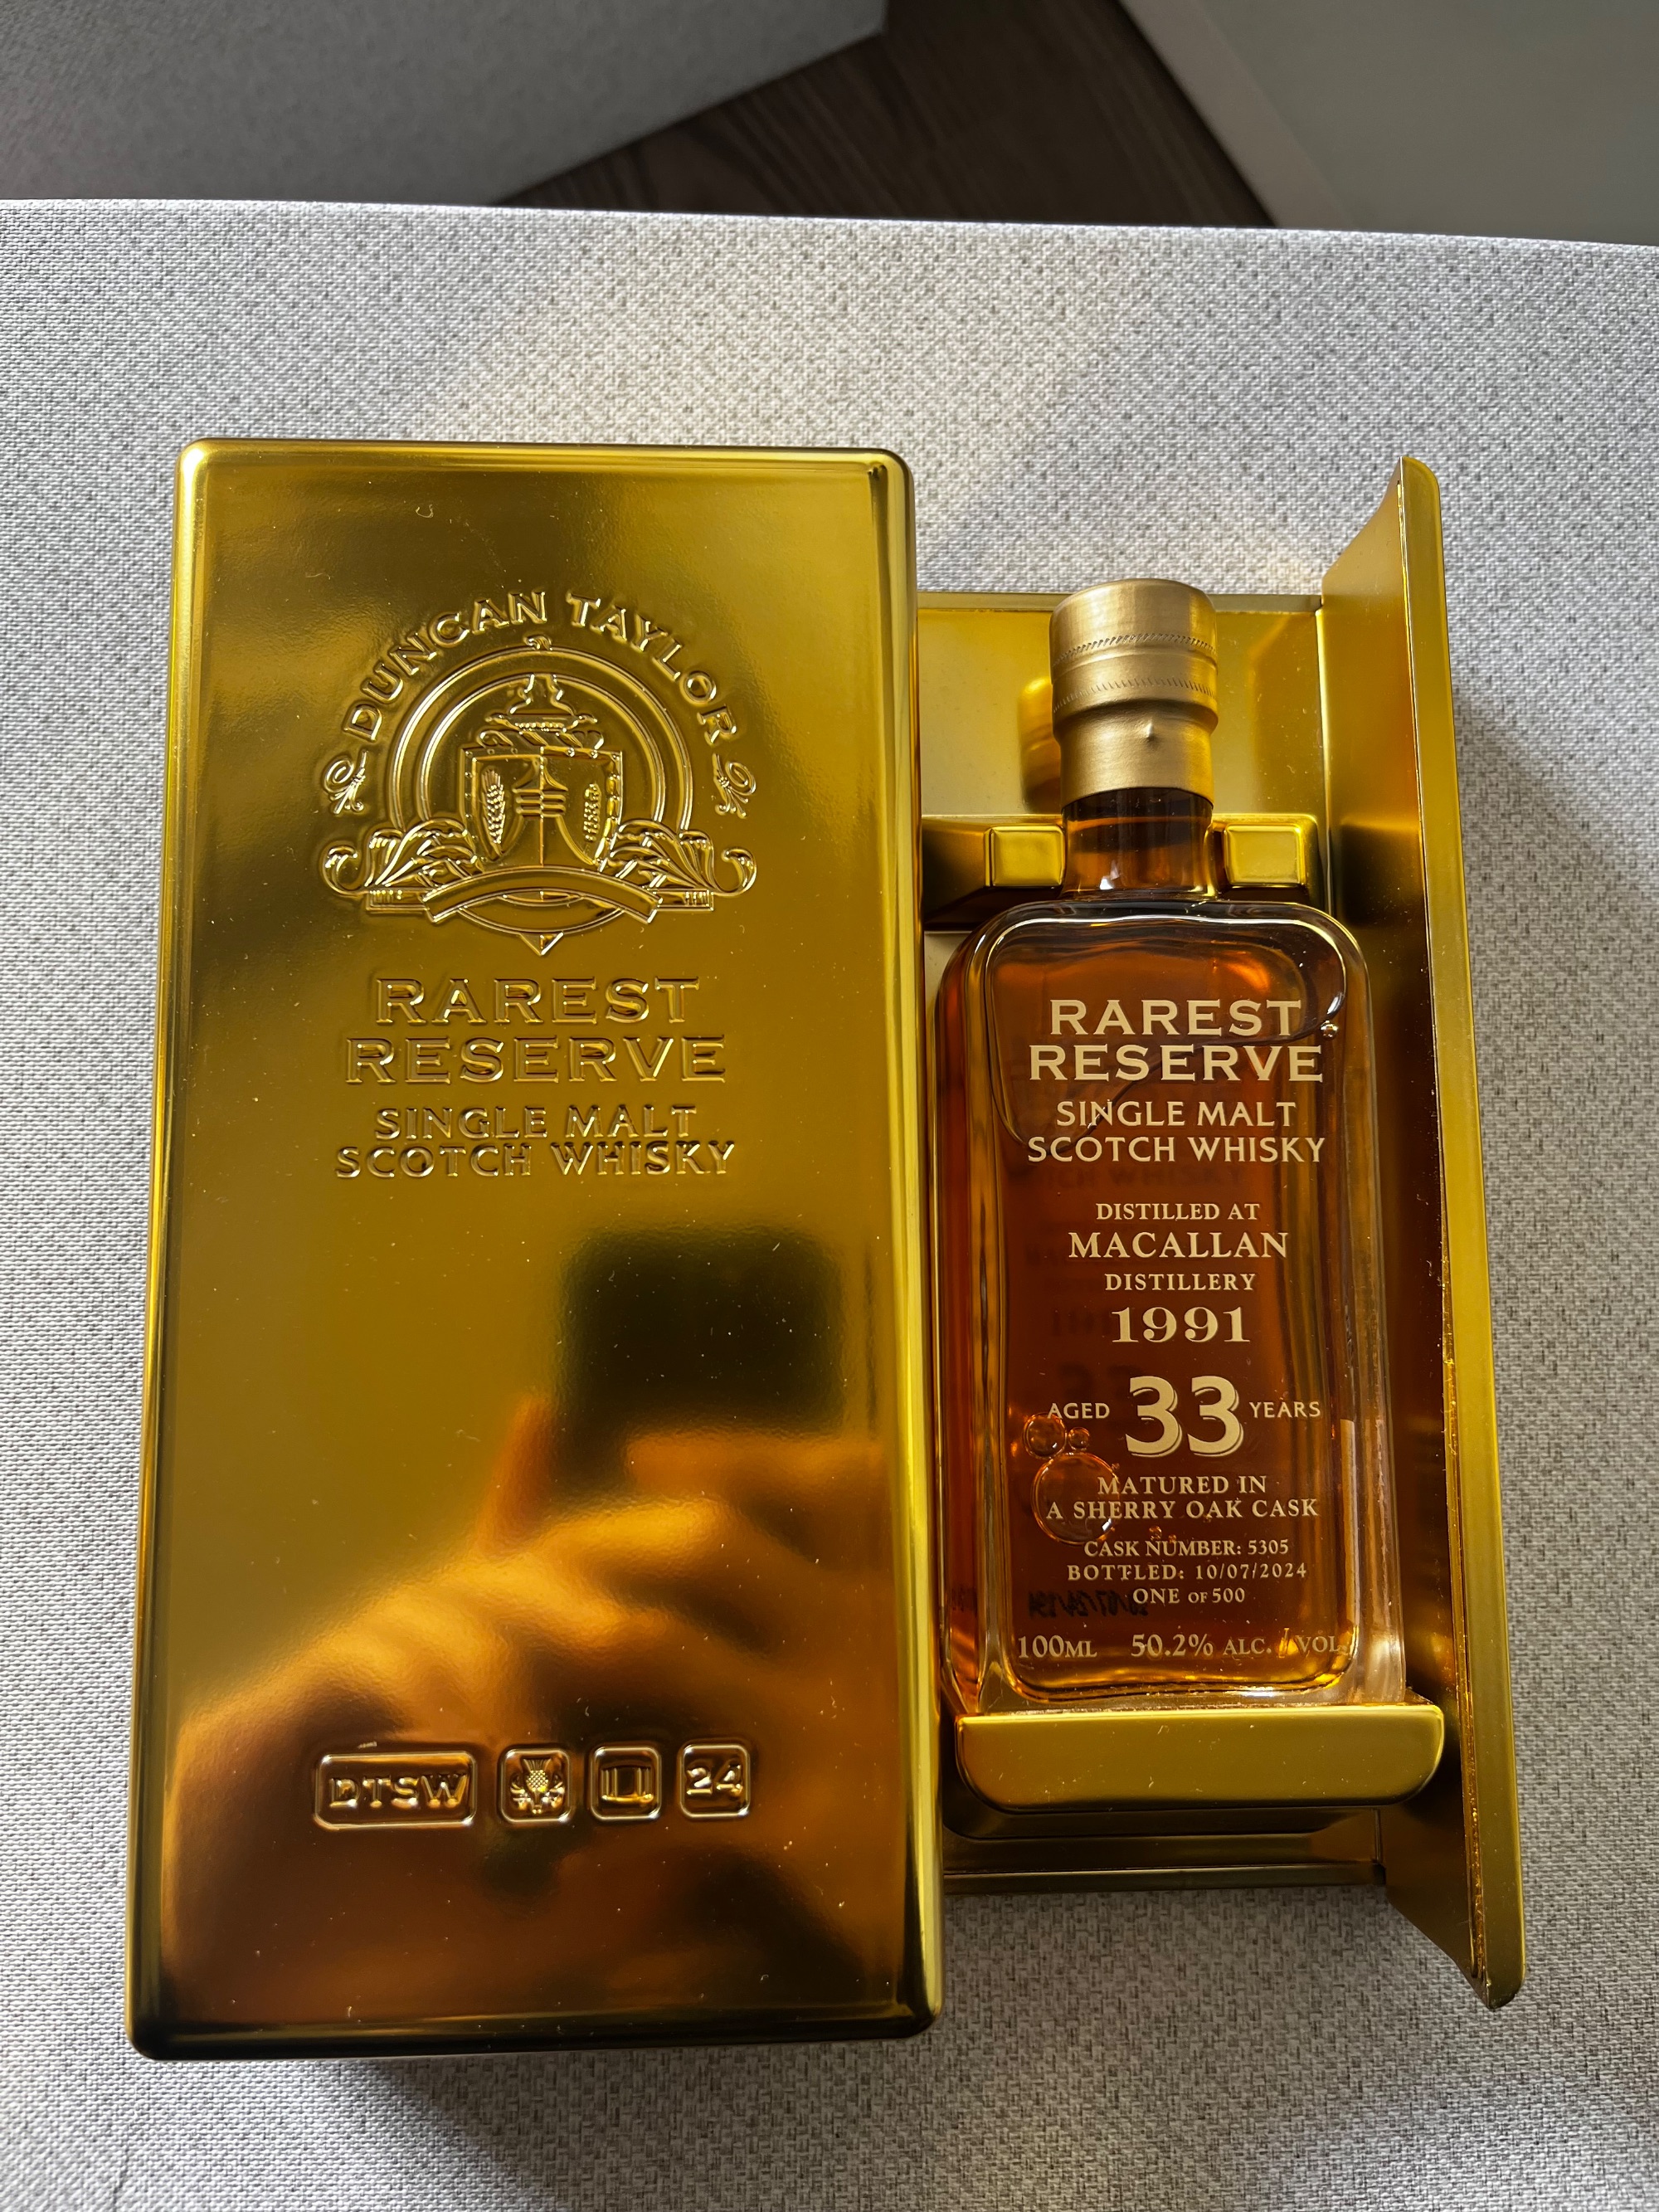 DUNCAN TAYLOR
RAREST
RESERVE
SINGLE MALT
SCOTCH WHISKY
DTSW
24
RAREST
RESERVE
SINGLE MALT
SCOTCH WHISKY
DISTILLED AT
MACALLAN
DISTILLERY
1991
AGED 33 YEARS
MATURED IN
A SHERRY OAK CASK
CASK NUMBER: 5305
BOTTLED: 10/07/2024
ONE OF 500
100ML 50.2% ALC. / VOL.